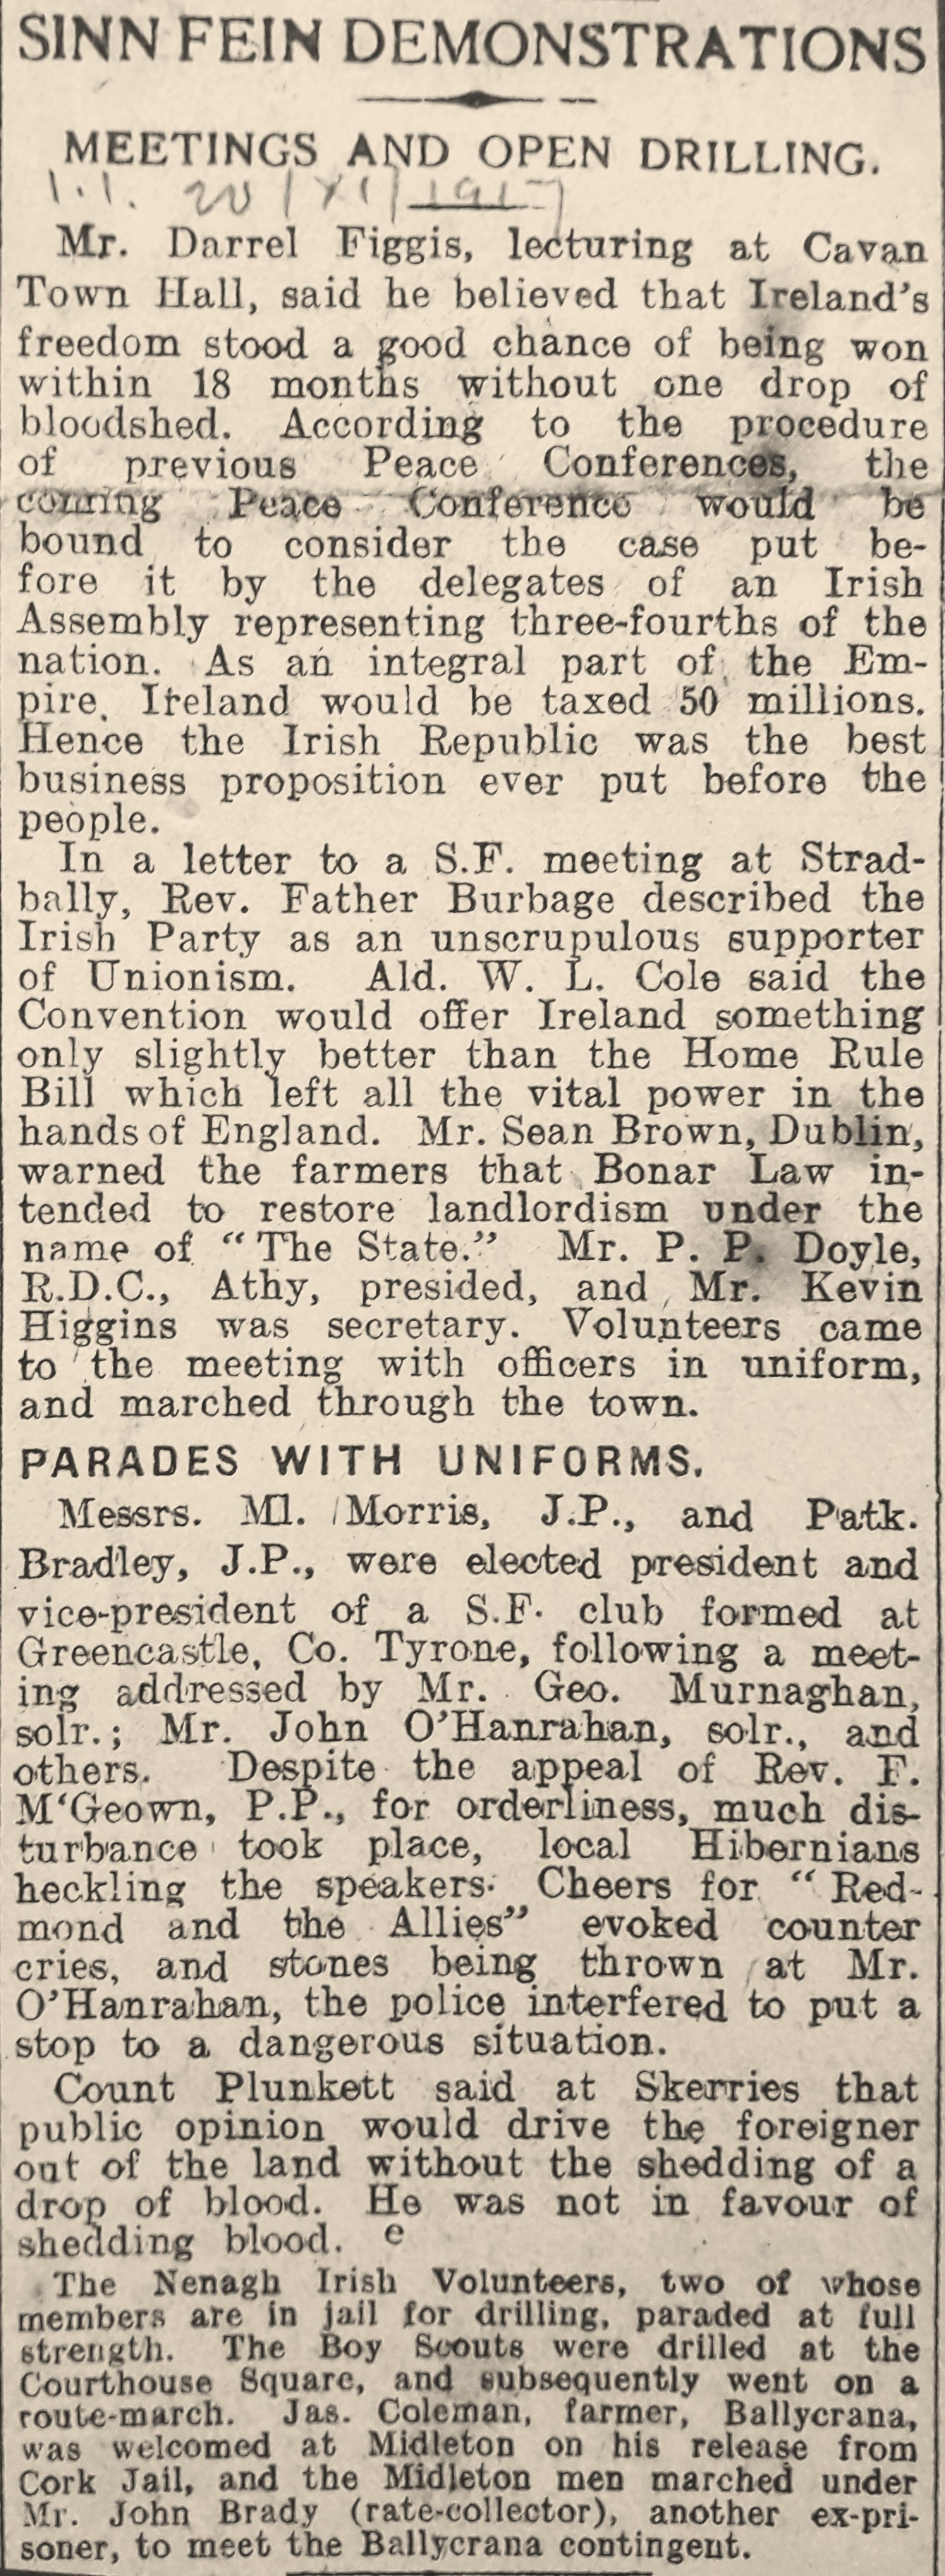 SINN FEIN DEMONSTRATIONS
MEETINGS AND OPEN DRILLING.
I.I. 20/XI/1917
Mr. Darrel Figgis, lecturing at Cavan
Town Hall, said he believed that Ireland's
freedom stood a good chance of being won
within 18 months without one drop of
bloodshed. According to the procedure
of previous Peace Conferences, the
coming Peace Conference would be
bound to consider the case put be-
fore it by the delegates of an Irish
Assembly representing three-fourths of the
nation. As an integral part of the Em-
pire, Ireland would be taxed 50 millions.
Hence the Irish Republic was the best
business proposition ever put before the
people.
In a letter to a S.F. meeting at Strad-
bally, Rev. Father Burbage described the
Irish Party as an unscrupulous supporter
of Unionism. Ald. W. L. Cole said the
Convention would offer Ireland something
only slightly better than the Home Rule
Bill which left all the vital power in the
hands of England. Mr. Sean Brown, Dublin,
warned the farmers that Bonar Law in-
tended to restore landlordism under the
name of "The State." Mr. P. P. Doyle,
R.D.C., Athy, presided, and Mr. Kevin
Higgins was secretary. Volunteers came
to the meeting with officers in uniform,
and marched through the town.
PARADES WITH UNIFORMS.
Messrs. Ml. Morris, J.P., and Patk.
Bradley, J.P., were elected president and
vice-president of a S.F. club formed at
Greencastle, Co. Tyrone, following a meet-
ing addressed by Mr. Geo. Murnaghan,
solr.; Mr. John O'Hanrahan, solr., and
others. Despite the appeal of Rev. F.
M'Geown, P.P., for orderliness, much dis-
turbance took place, local Hibernians
heckling the speakers. Cheers for "Red-
mond and the Allies" evoked counter
cries, and stones being thrown at Mr.
O'Hanrahan, the police interfered to put a
stop to a dangerous situation.
Count Plunkett said at Skerries that
public opinion would drive the foreigner
out of the land without the shedding of a
drop of blood. He was not in favour of
shedding blood. e
The Nenagh Irish Volunteers, two of whose
members are in jail for drilling, paraded at full
strength. The Boy Scouts were drilled at the
Courthouse Square, and subsequently went on a
route-march. Jas. Coleman, farmer, Ballycrana,
was welcomed at Midleton on his release from
Cork Jail, and the Midleton men marched under
Mr. John Brady (rate-collector), another ex-pri-
soner, to meet the Ballycrana contingent.